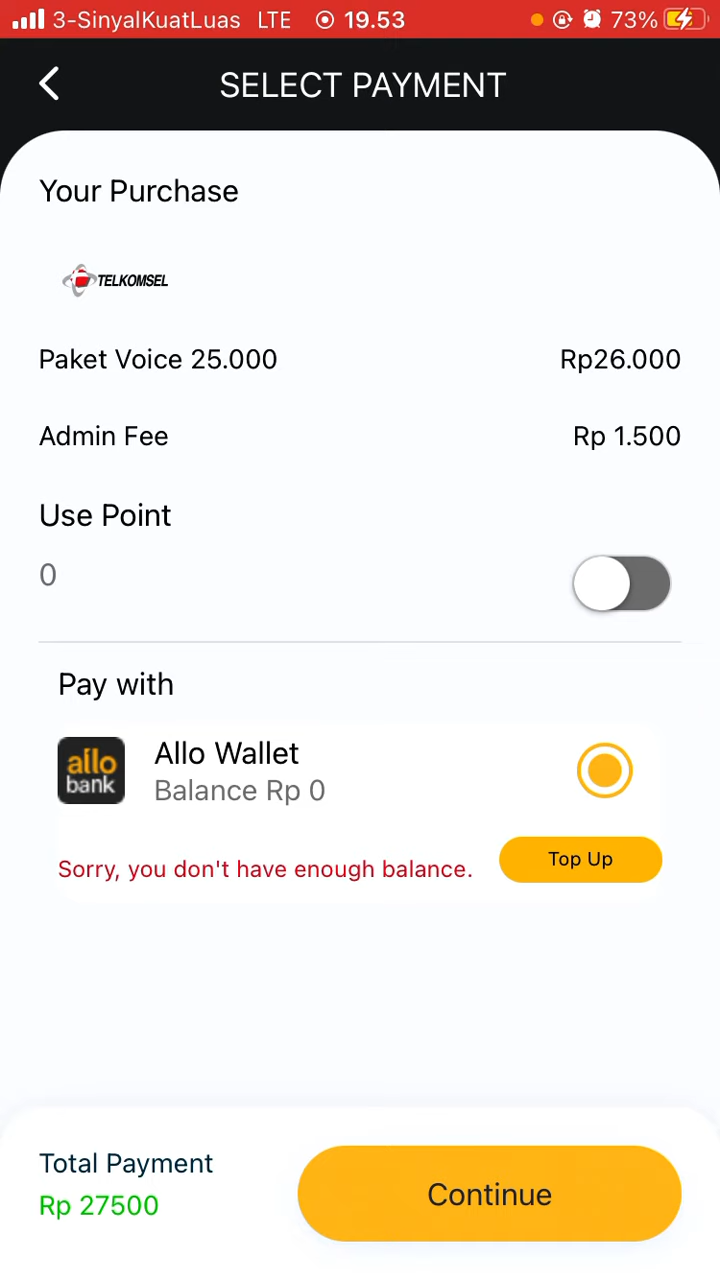 3-SinyalKuatLuas LTE 19.53 73%
SELECT PAYMENT
Your Purchase
TELKOMSEL
Paket Voice 25.000 Rp26.000
Admin Fee Rp 1.500
Use Point
0
Pay with
allo bank
Allo Wallet
Balance Rp 0
Sorry, you don't have enough balance. Top Up
Total Payment
Rp 27500
Continue